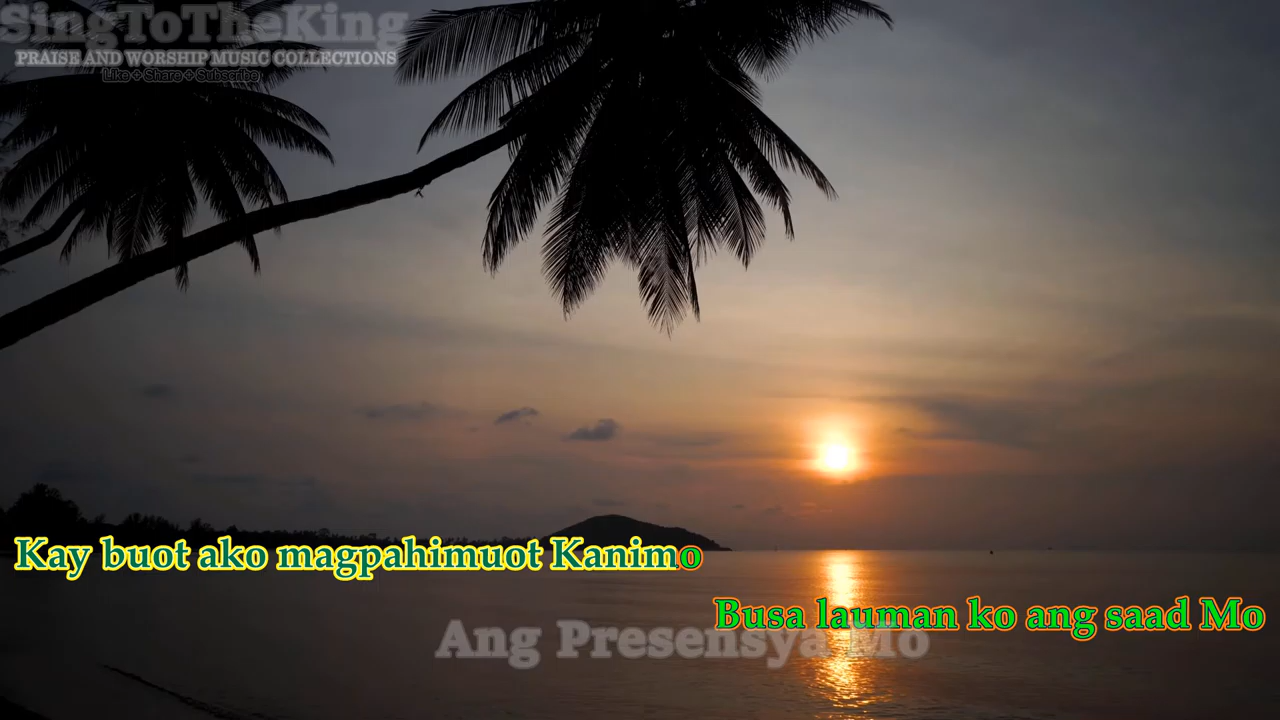 SingToTheKing
PRAISE AND WORSHIP MUSIC COLLECTIONS
Like+Share+Subscribe
Kay buot ako magpahimuot Kanimo
Busa lauman ko ang saad Mo
Ang Presensya Mo